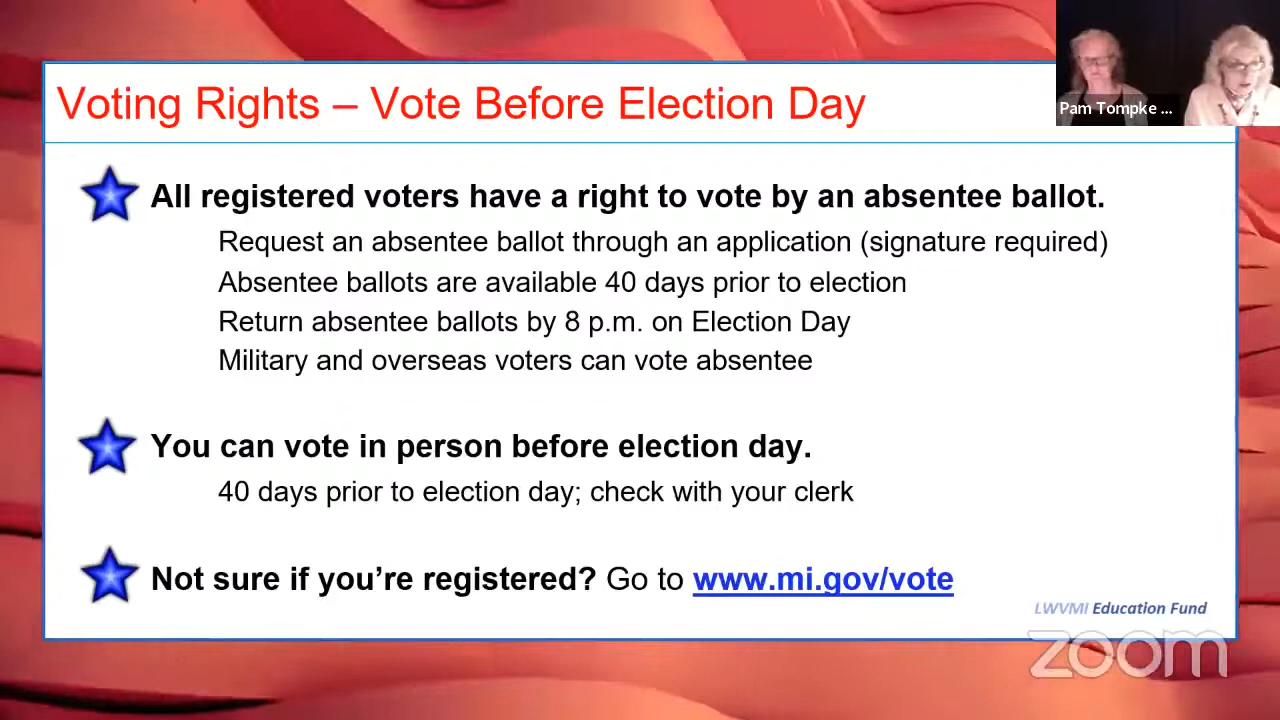 Voting Rights – Vote Before Election Day
Pam Tompke ...
All registered voters have a right to vote by an absentee ballot.
Request an absentee ballot through an application (signature required)
Absentee ballots are available 40 days prior to election
Return absentee ballots by 8 p.m. on Election Day
Military and overseas voters can vote absentee
You can vote in person before election day.
40 days prior to election day; check with your clerk
Not sure if you’re registered? Go to www.mi.gov/vote
LWVMI Education Fund
zoom